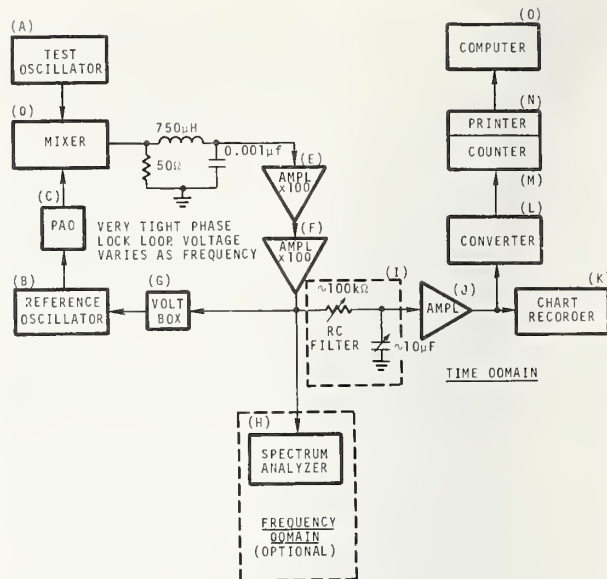 (A)
TEST
OSCILLATOR
(O)
MIXER
750µH
50Ω
0.001µf
(E)
AMPL
x100
(F)
AMPL
x100
(C)
PAO
VERY TIGHT PHASE
LOCK LOOP. VOLTAGE
VARIES AS FREQUENCY
(B)
REFERENCE
OSCILLATOR
(G)
VOLT
BOX
(I)
~100kΩ
RC
FILTER
~10µF
(J)
AMPL
(O)
COMPUTER
(N)
PRINTER
COUNTER
(M)
(L)
CONVERTER
(K)
CHART
RECORDER
TIME DOMAIN
(H)
SPECTRUM
ANALYZER
FREQUENCY
DOMAIN
(OPTIONAL)